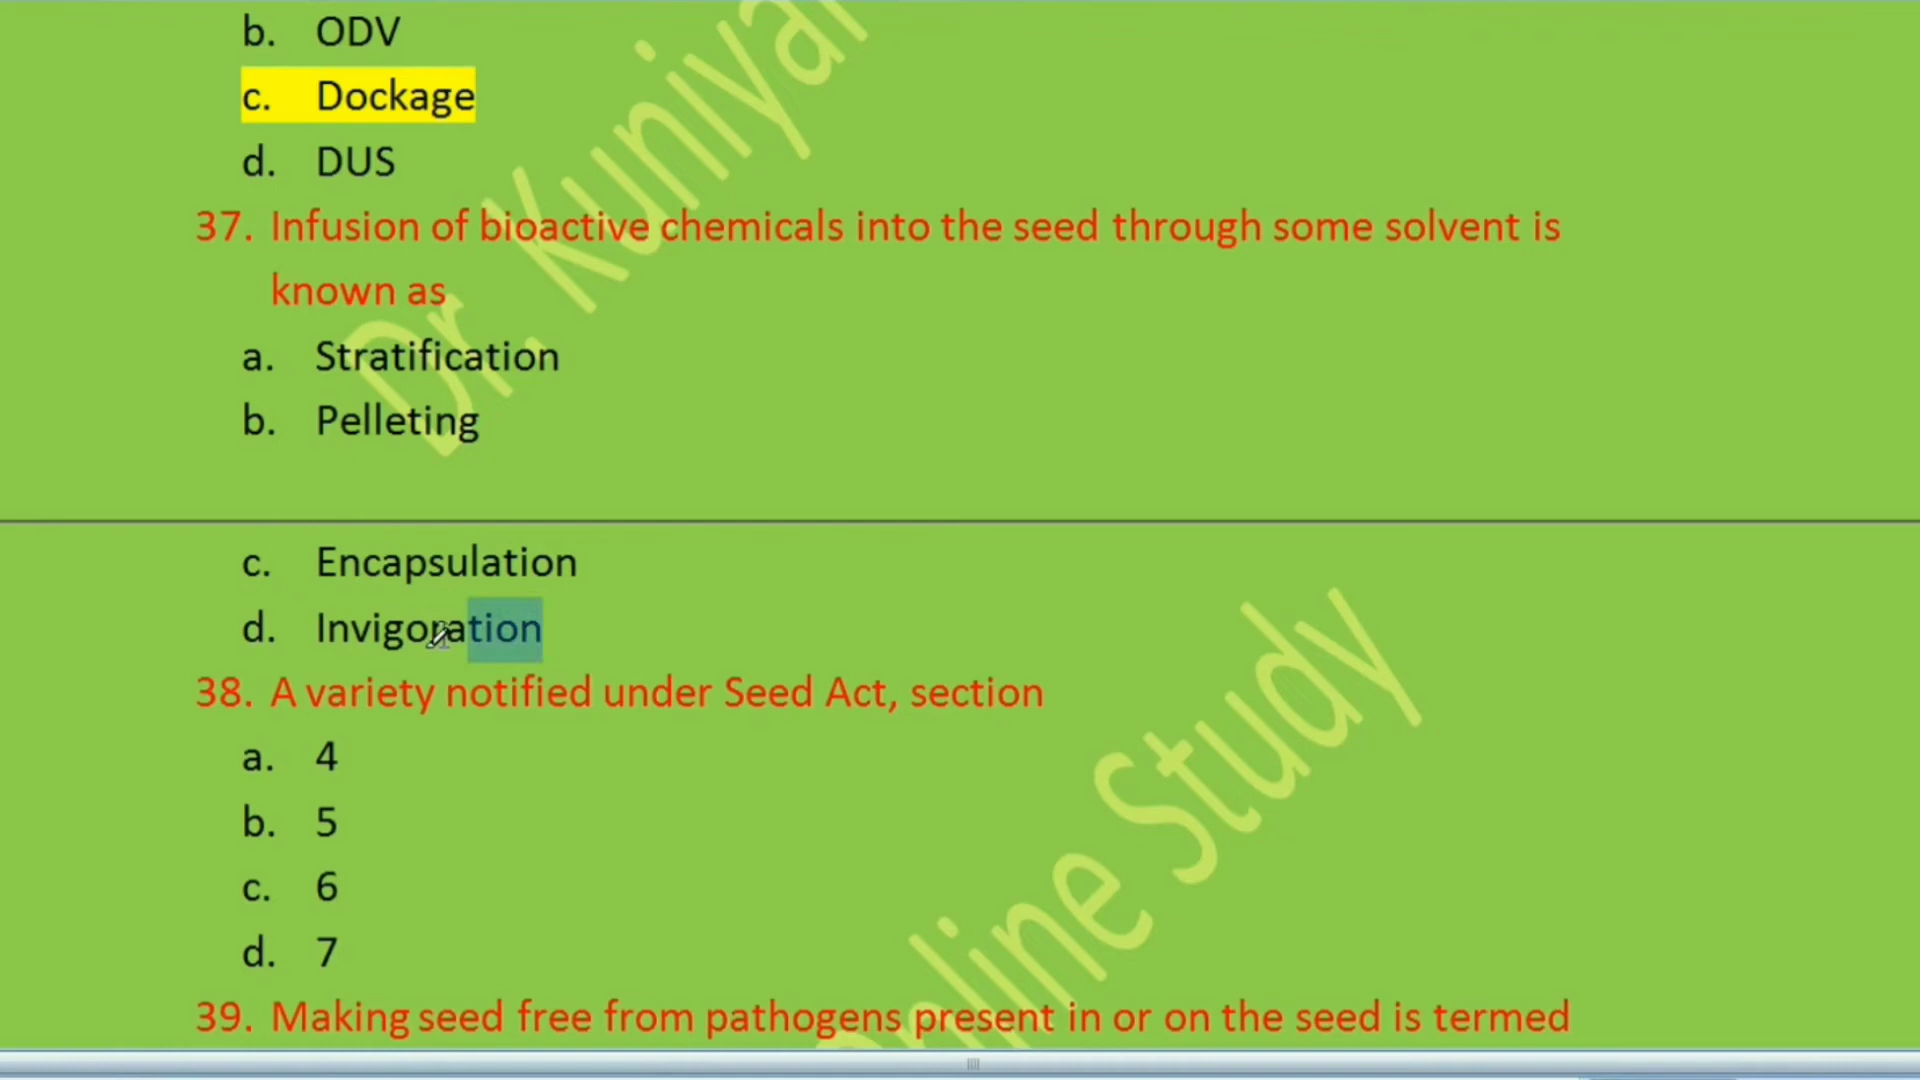 b. ODV
c. Dockage
d. DUS
37. Infusion of bioactive chemicals into the seed through some solvent is
known as
a. Stratification
b. Pelleting
c. Encapsulation
d. Invigoration
38. A variety notified under Seed Act, section
a. 4
b. 5
c. 6
d. 7
39. Making seed free from pathogens present in or on the seed is termed
Dr. Kuniyal
Online Study